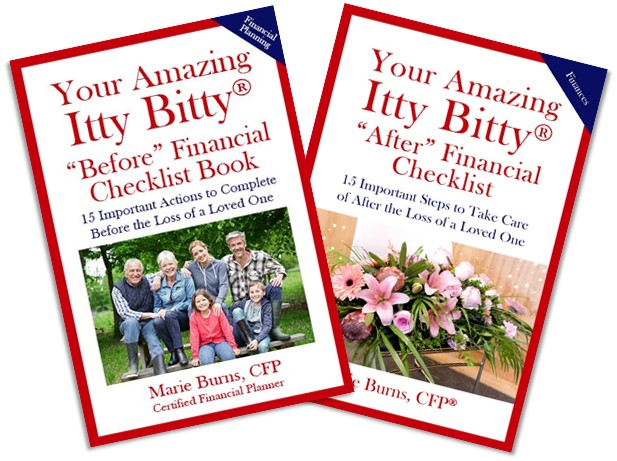 Financial
Planning
Your Amazing
Itty Bitty®
“Before” Financial
Checklist Book
15 Important Actions to Complete
Before the Loss of a Loved One
Marie Burns, CFP
Certified Financial Planner
Finances
Your Amazing
Itty Bitty®
“After” Financial
Checklist
15 Important Steps to Take Care
of After the Loss of a Loved One
Burns, CFP®